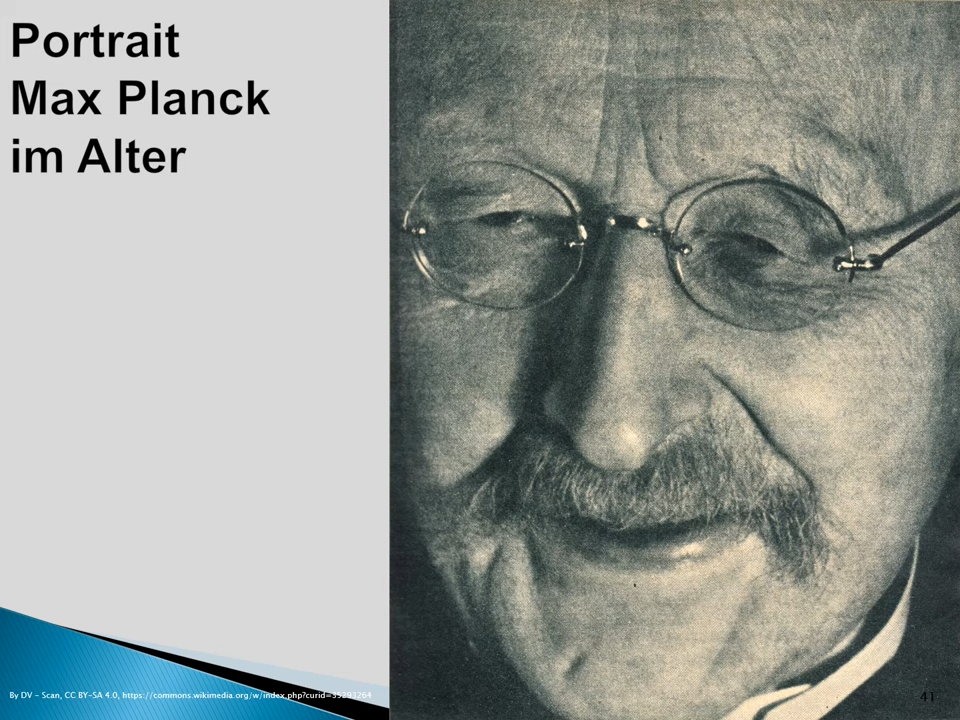 Portrait
Max Planck
im Alter
By DV - Scan, CC BY-SA 4.0, https://commons.wikimedia.org/w/index.php?curid=35293264
41